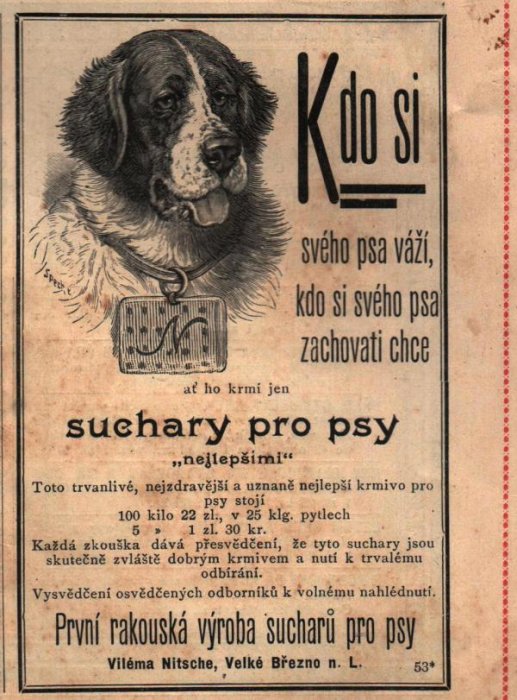 Kdo si
svého psa váží,
kdo si svého psa
zachovati chce
Specht
N
ať ho krmí jen
suchary pro psy
„nejlepšími“
Toto trvanlivé, nejzdravější a uznaně nejlepší krmivo pro
psy stojí
100 kilo 22 zl., v 25 klg. pytlech
5 „ 1 zl. 30 kr.
Každá zkouška dává přesvědčení, že tyto suchary jsou
skutečně zvláště dobrým krmivem a nutí k trvalému
odbírání.
Vysvědčení osvědčených odborníků k volnému nahlédnutí.
První rakouská výroba sucharů pro psy
Viléma Nitsche, Velké Březno n. L.
53*